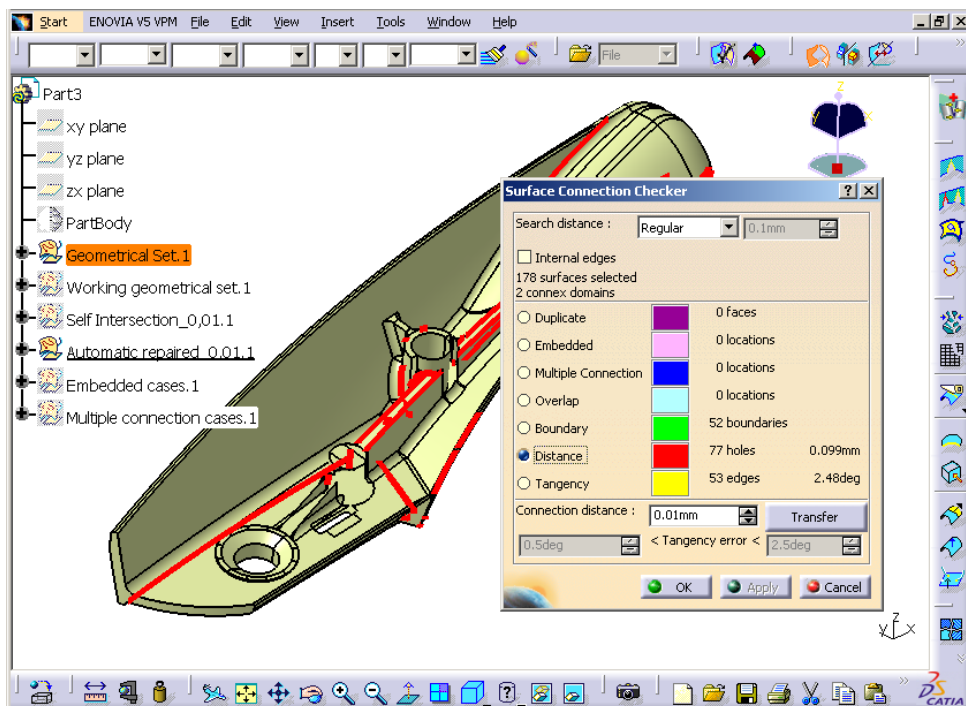 Start ENOVIA V5 VPM File Edit View Insert Tools Window Help
File
Part3
xy plane
yz plane
zx plane
PartBody
Geometrical Set.1
Working geometrical set.1
Self Intersection_0,01.1
Automatic repaired_0,01.1
Embedded cases.1
Multiple connection cases.1
Surface Connection Checker
Search distance : Regular 0.1mm
Internal edges
178 surfaces selected
2 connex domains
Duplicate 0 faces
Embedded 0 locations
Multiple Connection 0 locations
Overlap 0 locations
Boundary 52 boundaries
Distance 77 holes 0.099mm
Tangency 53 edges 2.48deg
Connection distance : 0.01mm Transfer
0.5deg < Tangency error < 2.5deg
OK Apply Cancel
z
y x
DS CATIA